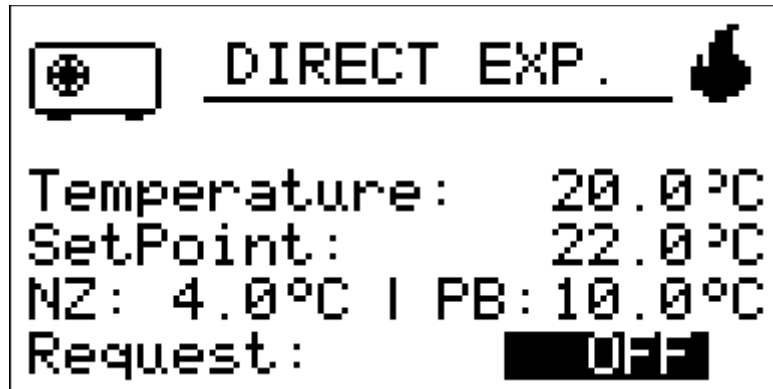 DIRECT EXP.
Temperature: 20.0°C
SetPoint: 22.0°C
NZ: 4.0°C | PB:10.0°C
Request: OFF